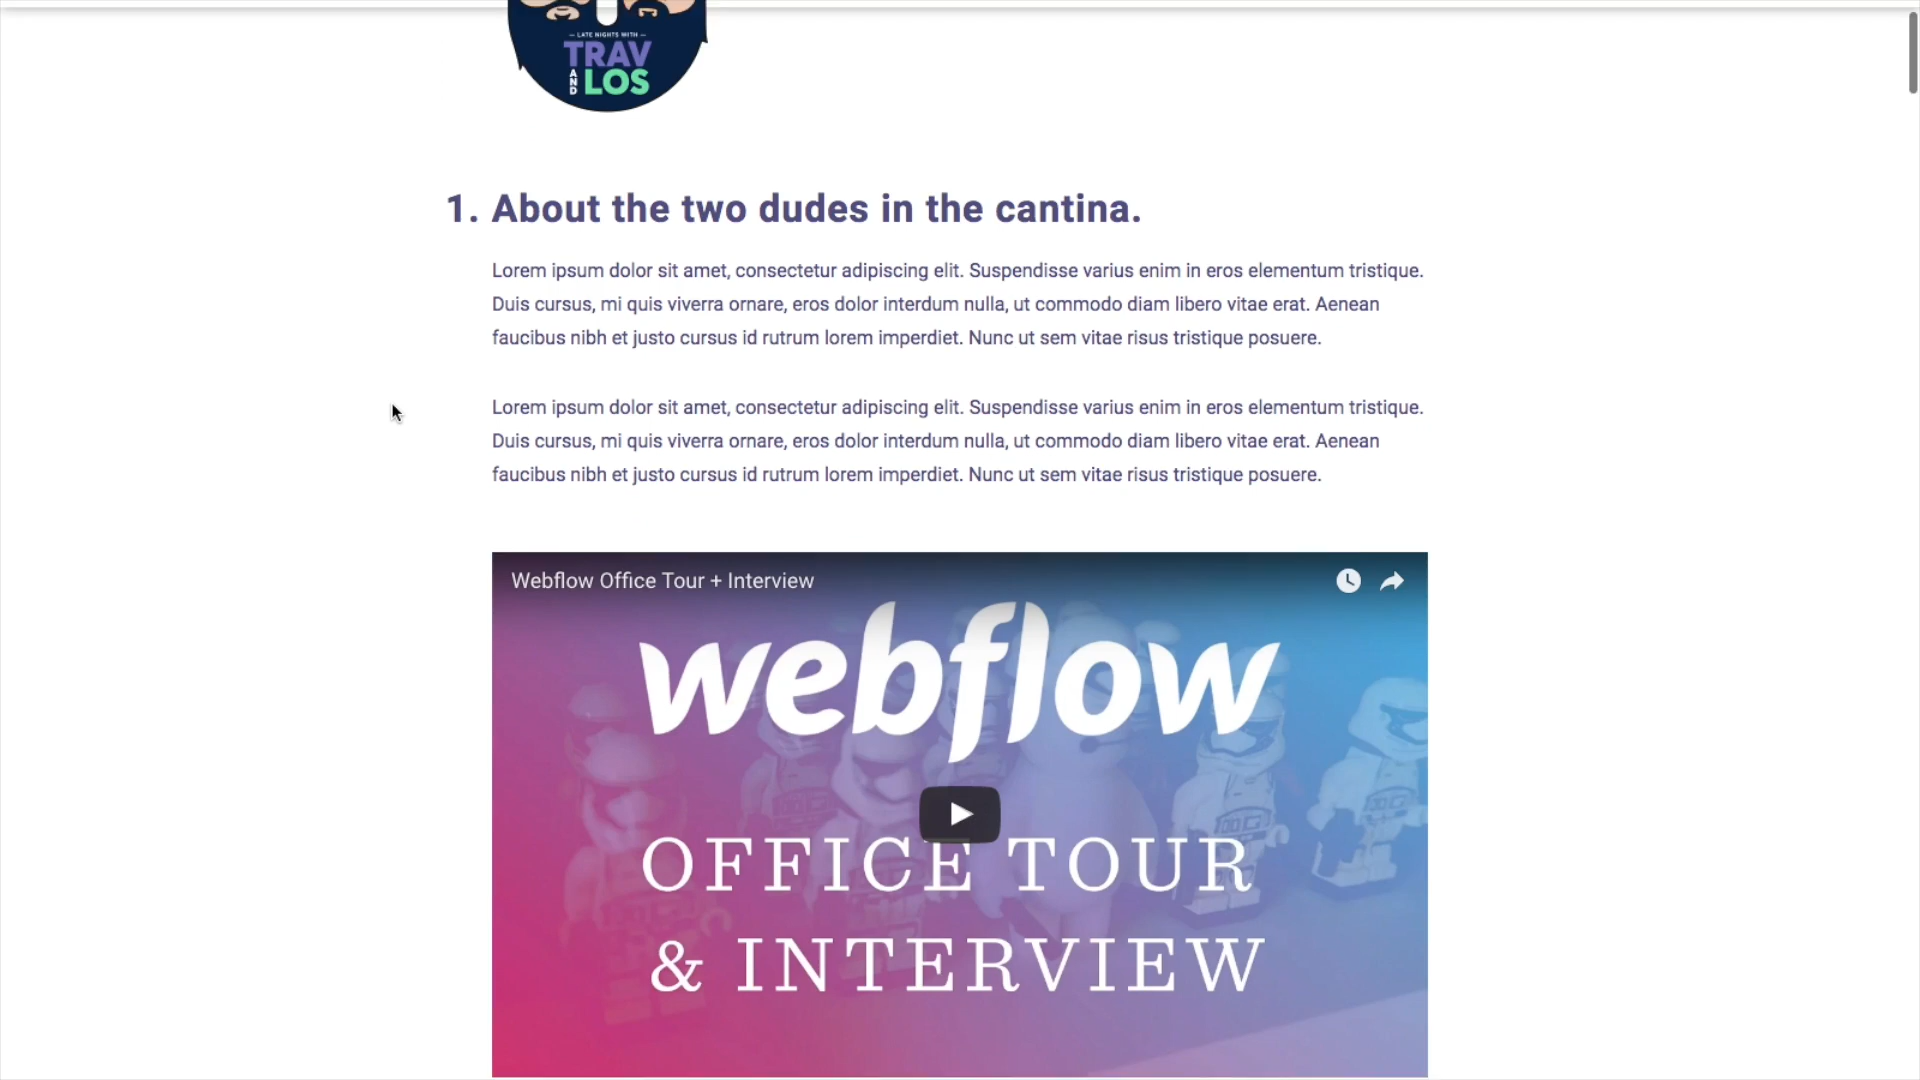 — LATE NIGHTS WITH —
TRAV
AND LOS
1. About the two dudes in the cantina.
Lorem ipsum dolor sit amet, consectetur adipiscing elit. Suspendisse varius enim in eros elementum tristique.
Duis cursus, mi quis viverra ornare, eros dolor interdum nulla, ut commodo diam libero vitae erat. Aenean
faucibus nibh et justo cursus id rutrum lorem imperdiet. Nunc ut sem vitae risus tristique posuere.
Lorem ipsum dolor sit amet, consectetur adipiscing elit. Suspendisse varius enim in eros elementum tristique.
Duis cursus, mi quis viverra ornare, eros dolor interdum nulla, ut commodo diam libero vitae erat. Aenean
faucibus nibh et justo cursus id rutrum lorem imperdiet. Nunc ut sem vitae risus tristique posuere.
Webflow Office Tour + Interview
webflow
OFFICE TOUR
& INTERVIEW